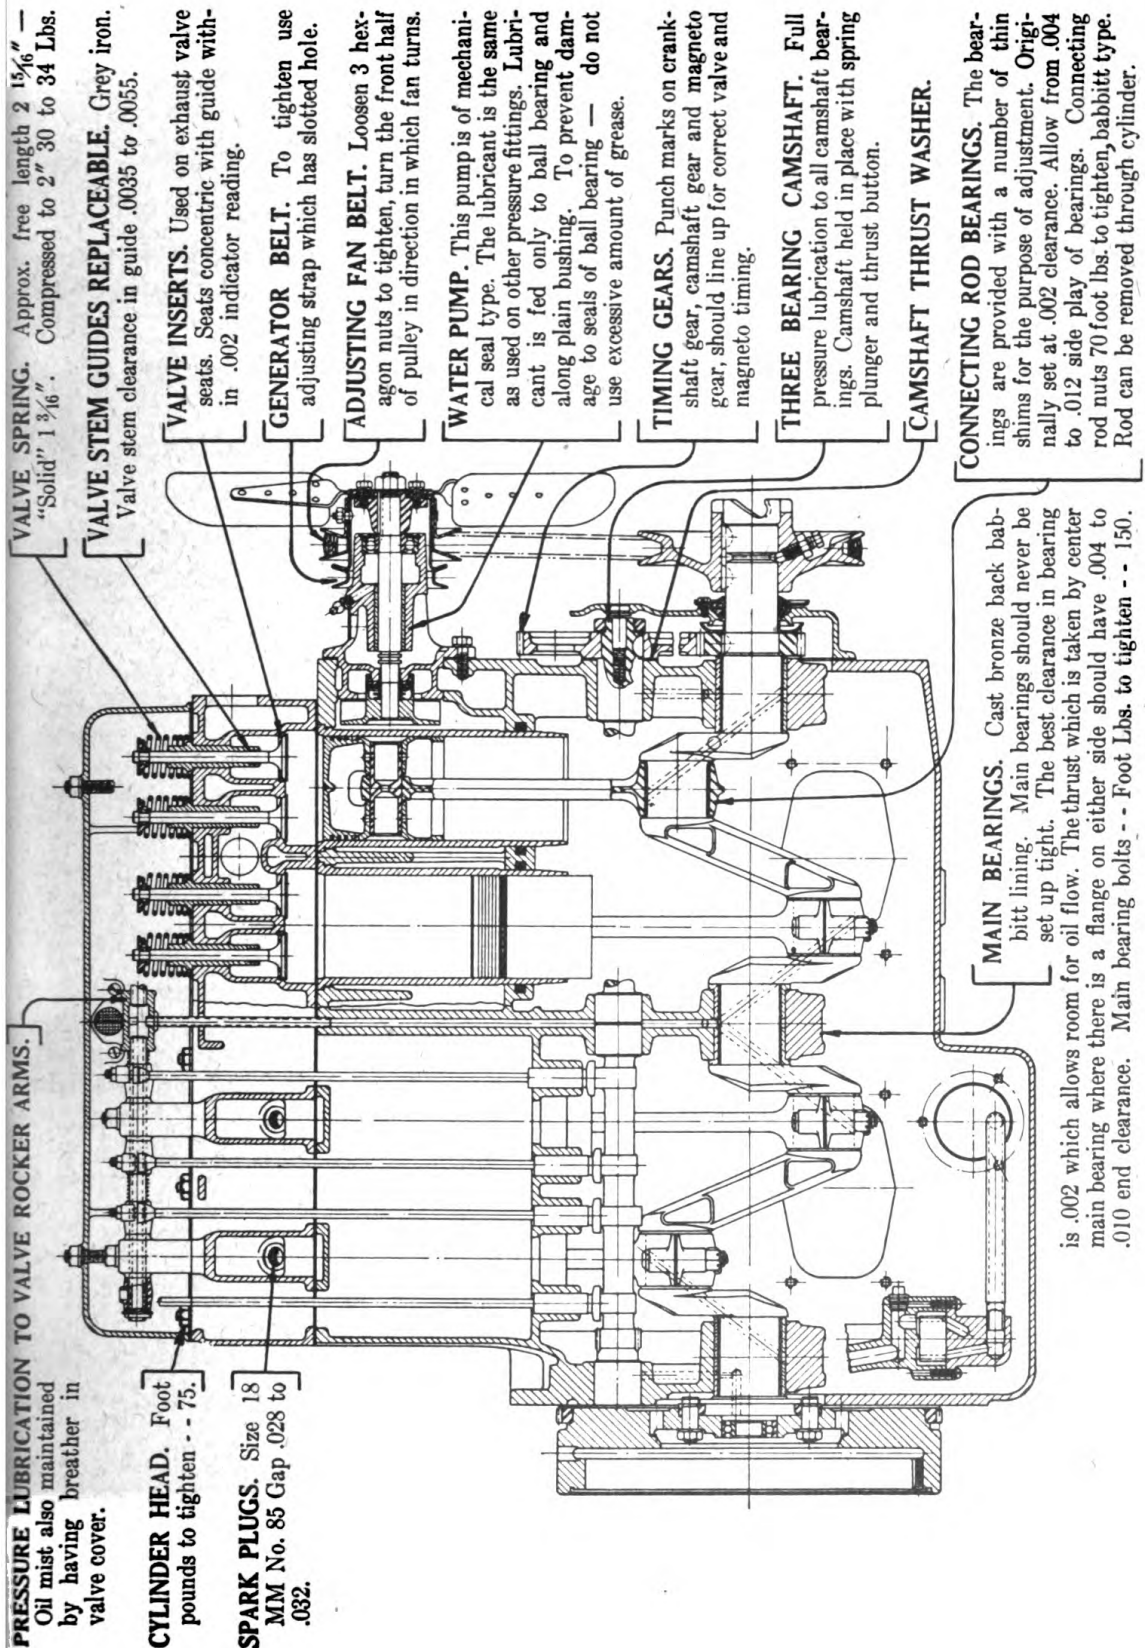 PRESSURE LUBRICATION TO VALVE ROCKER ARMS.
Oil mist also maintained
by having breather in
valve cover.
CYLINDER HEAD. Foot
pounds to tighten - - 75.
SPARK PLUGS. Size 18
MM No. 85 Gap .028 to
.032.
VALVE SPRING. Approx. free length 2 15/16" —
"Solid" 1 3/16". Compressed to 2" 30 to 34 Lbs.
VALVE STEM GUIDES REPLACEABLE. Grey iron.
Valve stem clearance in guide .0035 to .0055.
VALVE INSERTS. Used on exhaust valve
seats. Seats concentric with guide with-
in .002 indicator reading.
GENERATOR BELT. To tighten use
adjusting strap which has slotted hole.
ADJUSTING FAN BELT. Loosen 3 hex-
agon nuts to tighten, turn the front half
of pulley in direction in which fan turns.
WATER PUMP. This pump is of mechani-
cal seal type. The lubricant is the same
as used on other pressure fittings. Lubri-
cant is fed only to ball bearing and
along plain bushing. To prevent dam-
age to seals of ball bearing — do not
use excessive amount of grease.
TIMING GEARS. Punch marks on crank-
shaft gear, camshaft gear and magneto
gear, should line up for correct valve and
magneto timing.
THREE BEARING CAMSHAFT. Full
pressure lubrication to all camshaft bear-
ings. Camshaft held in place with spring
plunger and thrust button.
CAMSHAFT THRUST WASHER.
CONNECTING ROD BEARINGS. The bear-
ings are provided with a number of thin
shims for the purpose of adjustment. Origi-
nally set at .002 clearance. Allow from .004
to .012 side play of bearings. Connecting
rod nuts 70 foot lbs. to tighten, babbitt type.
Rod can be removed through cylinder.
MAIN BEARINGS. Cast bronze back bab-
bitt lining. Main bearings should never be
set up tight. The best clearance in bearing
is .002 which allows room for oil flow. The thrust which is taken by center
main bearing where there is a flange on either side should have .004 to
.010 end clearance. Main bearing bolts - - Foot Lbs. to tighten - - 150.